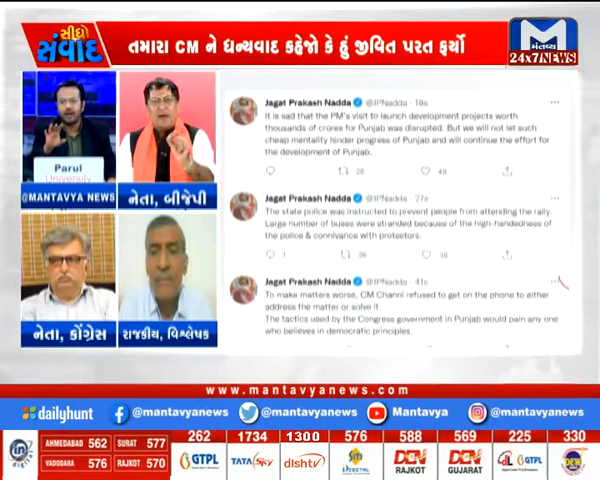 સીધો
સંવાદ
તમારા CM ને ધન્યવાદ કહેજો કે હું જીવિત પરત ફર્યો
મંતવ્ય
24x7 NEWS
Parul
University
@MANTAVYA NEWS
નેતા, બીજેપી
નેતા, કોંગ્રેસ
રાજકીય, વિશ્લેષક
Jagat Prakash Nadda @JPNadda · 18s
It is sad that the PM's visit to launch development projects worth
thousands of crores for Punjab was disrupted. But we will not let such
cheap mentality hinder progress of Punjab and will continue the effort for
the development of Punjab.
26 49
Jagat Prakash Nadda @JPNadda · 27s
The state police was instructed to prevent people from attending the rally.
Large number of buses were stranded because of the high-handedness of
the police & connivance with protestors.
1 36
Jagat Prakash Nadda @JPNadda · 41s
To make matters worse, CM Channi refused to get on the phone to either
address the matter or solve it.
The tactics used by the Congress government in Punjab would pain any one
who believes in democratic principles.
www.mantavyanews.com
dailyhunt @mantavyanews @mantavyanews Mantavya @mantavyanews
in digital
AHMEDABAD 562 SURAT 577
VADODARA 576 RAJKOT 570
262 1734 1300 576 588 569 225 330
GTPL TATA Sky dishtv SITI DIGITAL DEN RAJKOT DEN GUJARAT GTPL